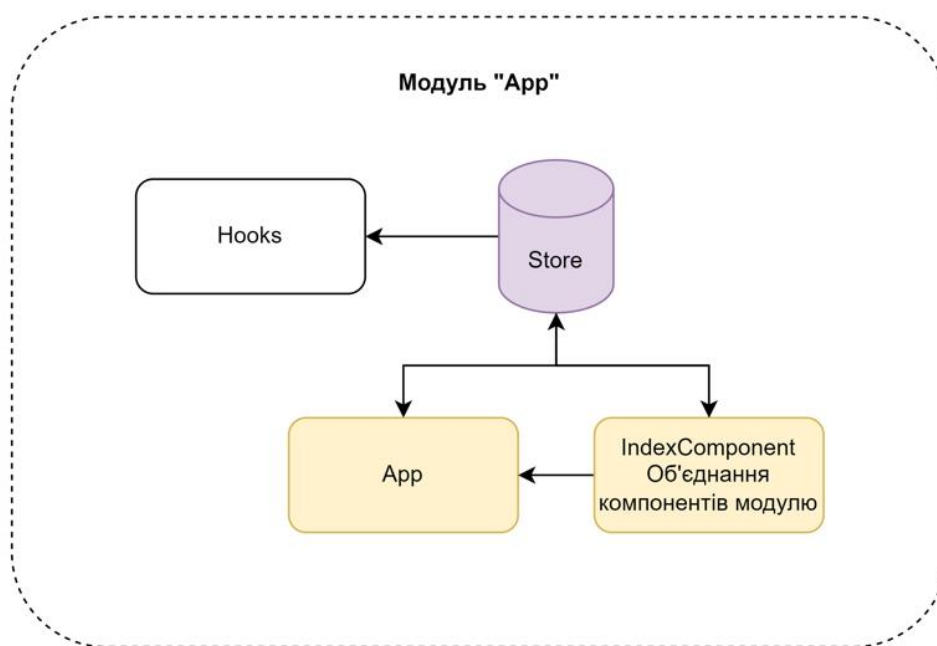 Модуль "App"
Hooks
Store
App
IndexComponent
Об'єднання
компонентів модулю